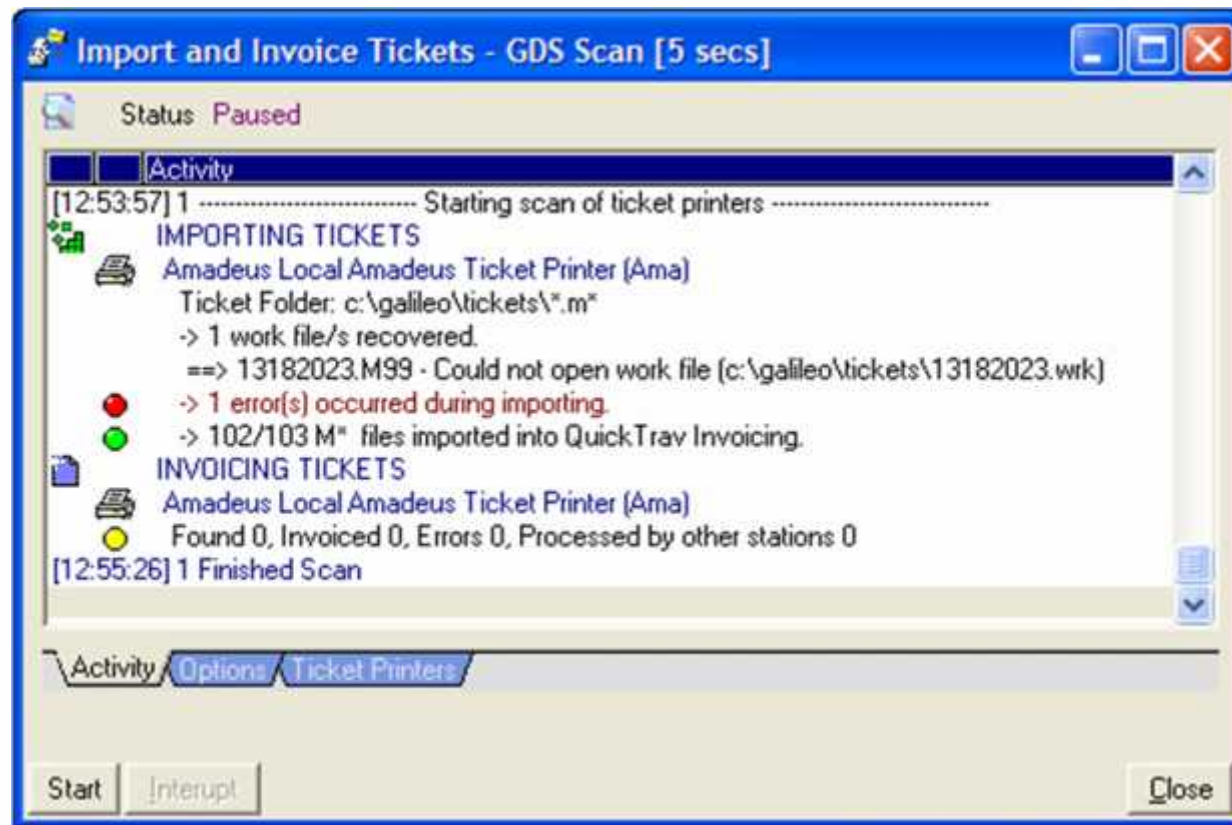 Import and Invoice Tickets - GDS Scan [5 secs]
Status Paused
Activity
[12:53:57] 1 ------------------------------- Starting scan of ticket printers -------------------------------
IMPORTING TICKETS
Amadeus Local Amadeus Ticket Printer (Ama)
Ticket Folder: c:\galileo\tickets\*.m*
-> 1 work file/s recovered.
==> 13182023.M99 - Could not open work file (c:\galileo\tickets\13182023.wrk)
-> 1 error(s) occurred during importing.
-> 102/103 M* files imported into QuickTrav Invoicing.
INVOICING TICKETS
Amadeus Local Amadeus Ticket Printer (Ama)
Found 0, Invoiced 0, Errors 0, Processed by other stations 0
[12:55:26] 1 Finished Scan
Activity Options Ticket Printers
Start Interupt Close